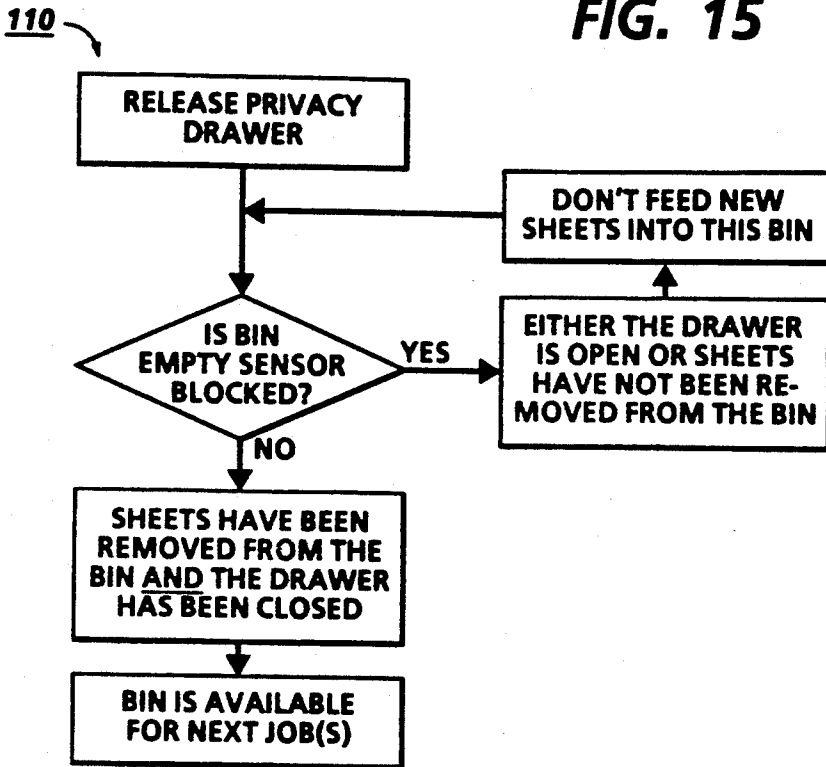 110
FIG. 15
RELEASE PRIVACY
DRAWER
DON'T FEED NEW
SHEETS INTO THIS BIN
IS BIN
EMPTY SENSOR
BLOCKED?
YES
EITHER THE DRAWER
IS OPEN OR SHEETS
HAVE NOT BEEN RE-
MOVED FROM THE BIN
NO
SHEETS HAVE BEEN
REMOVED FROM THE
BIN AND THE DRAWER
HAS BEEN CLOSED
BIN IS AVAILABLE
FOR NEXT JOB(S)